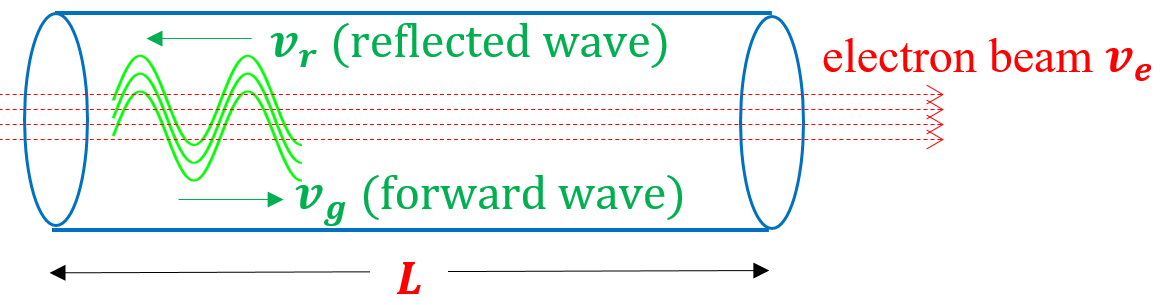 v_r (reflected wave)
electron beam v_e
v_g (forward wave)
L